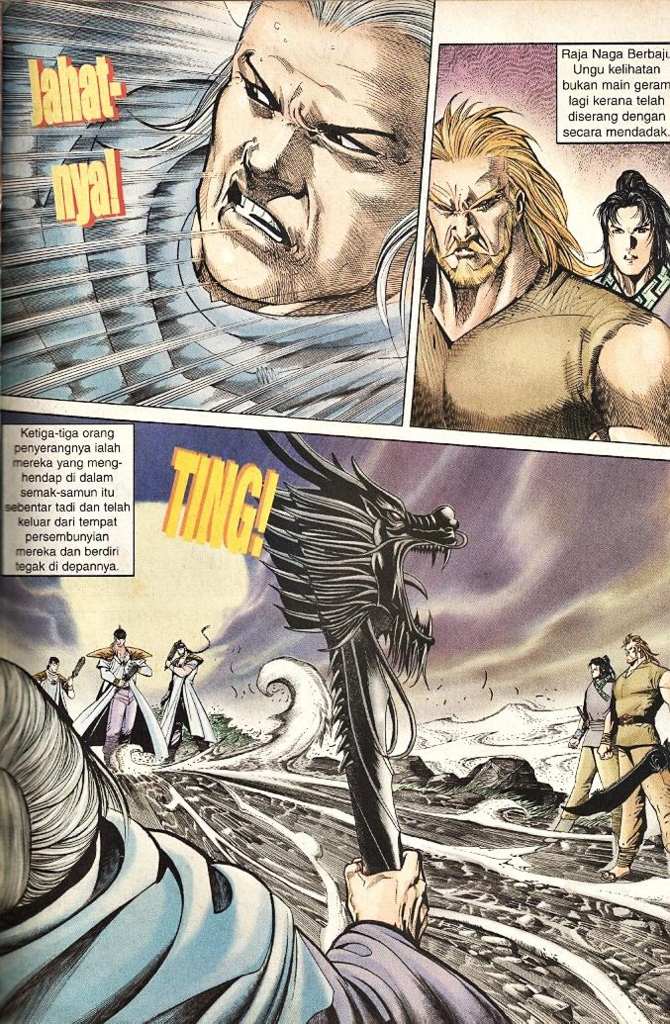 Jahat-
nya!
Raja Naga Berbaju
Ungu kelihatan
bukan main geram
lagi kerana telah
diserang dengan
secara mendadak.
Ketiga-tiga orang
penyerangnya ialah
mereka yang meng-
hendap di dalam
semak-samun itu
sebentar tadi dan telah
keluar dari tempat
persembunyian
mereka dan berdiri
tegak di depannya.
TING!